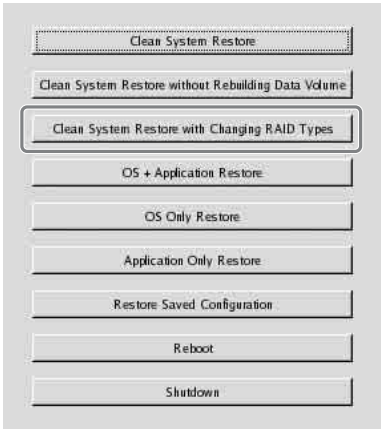 Clean System Restore
Clean System Restore without Rebuilding Data Volume
Clean System Restore with Changing RAID Types
OS + Application Restore
OS Only Restore
Application Only Restore
Restore Saved Configuration
Reboot
Shutdown